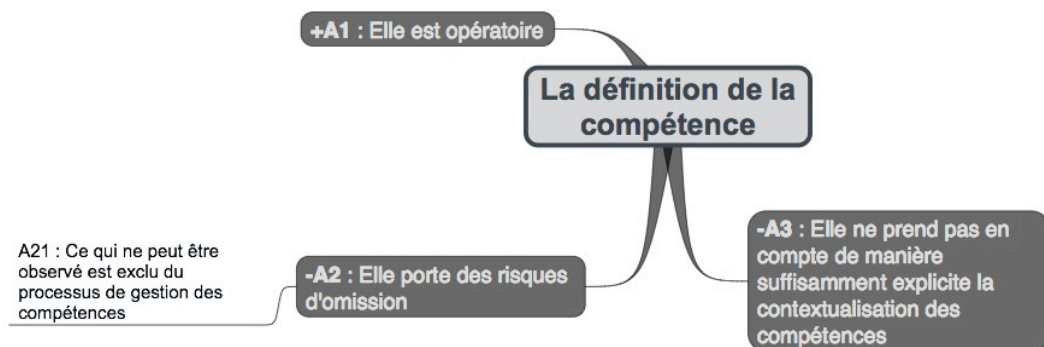 +A1 : Elle est opératoire
La définition de la
compétence
A21 : Ce qui ne peut être
observé est exclu du
processus de gestion des
compétences
-A2 : Elle porte des risques
d'omission
-A3 : Elle ne prend pas en
compte de manière
suffisamment explicite la
contextualisation des
compétences